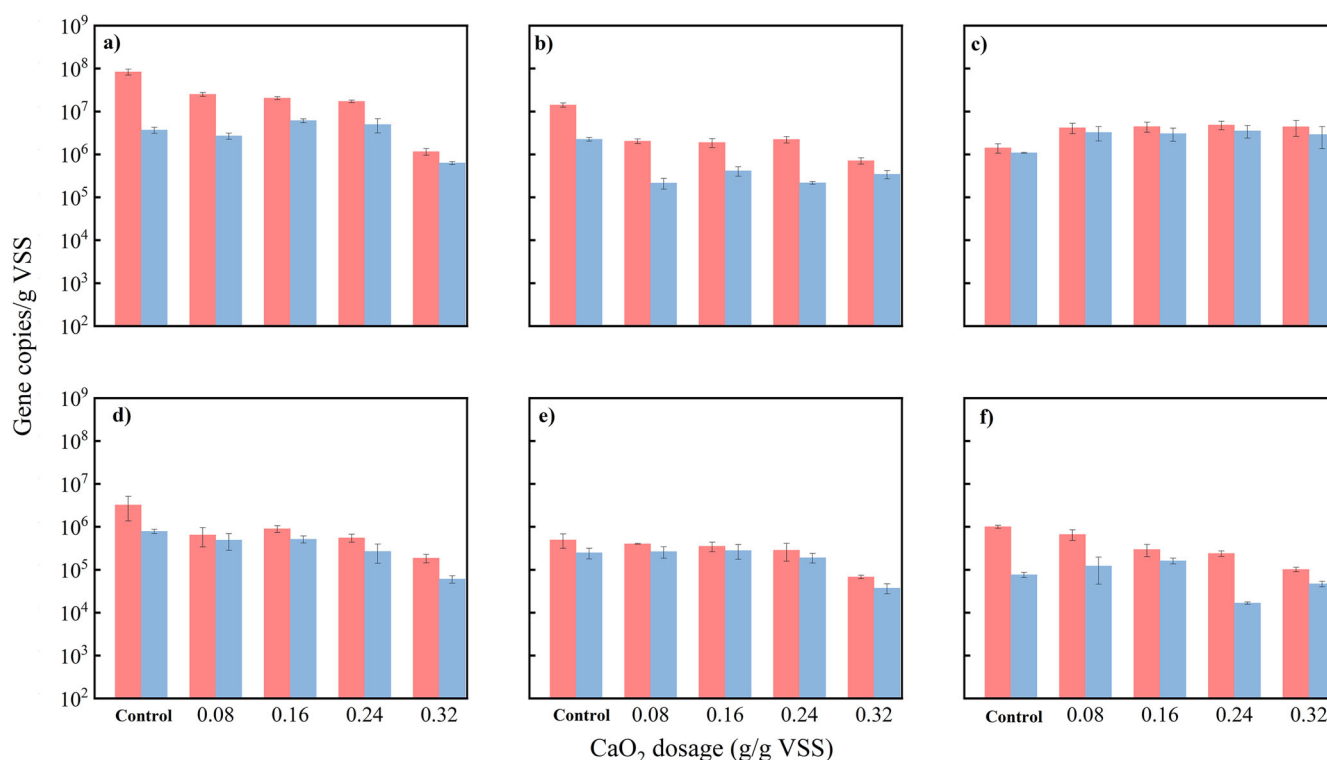 Gene copies/g VSS
10⁹
10⁸
10⁷
10⁶
10⁵
10⁴
10³
10²
a)
b)
c)
10⁹
10⁸
10⁷
10⁶
10⁵
10⁴
10³
10²
d)
e)
f)
Control 0.08 0.16 0.24 0.32
Control 0.08 0.16 0.24 0.32
Control 0.08 0.16 0.24 0.32
CaO₂ dosage (g/g VSS)